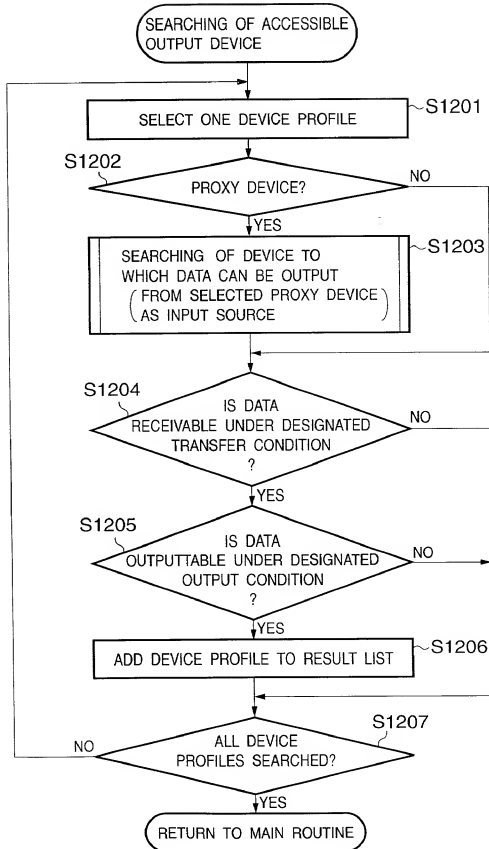 SEARCHING OF ACCESSIBLE
OUTPUT DEVICE
SELECT ONE DEVICE PROFILE
S1201
S1202
PROXY DEVICE?
NO
YES
SEARCHING OF DEVICE TO
WHICH DATA CAN BE OUTPUT
(FROM SELECTED PROXY DEVICE
AS INPUT SOURCE)
S1203
S1204
IS DATA
RECEIVABLE UNDER DESIGNATED
TRANSFER CONDITION
?
NO
YES
S1205
IS DATA
OUTPUTTABLE UNDER DESIGNATED
OUTPUT CONDITION
?
NO
YES
ADD DEVICE PROFILE TO RESULT LIST
S1206
S1207
ALL DEVICE
PROFILES SEARCHED?
NO
YES
RETURN TO MAIN ROUTINE